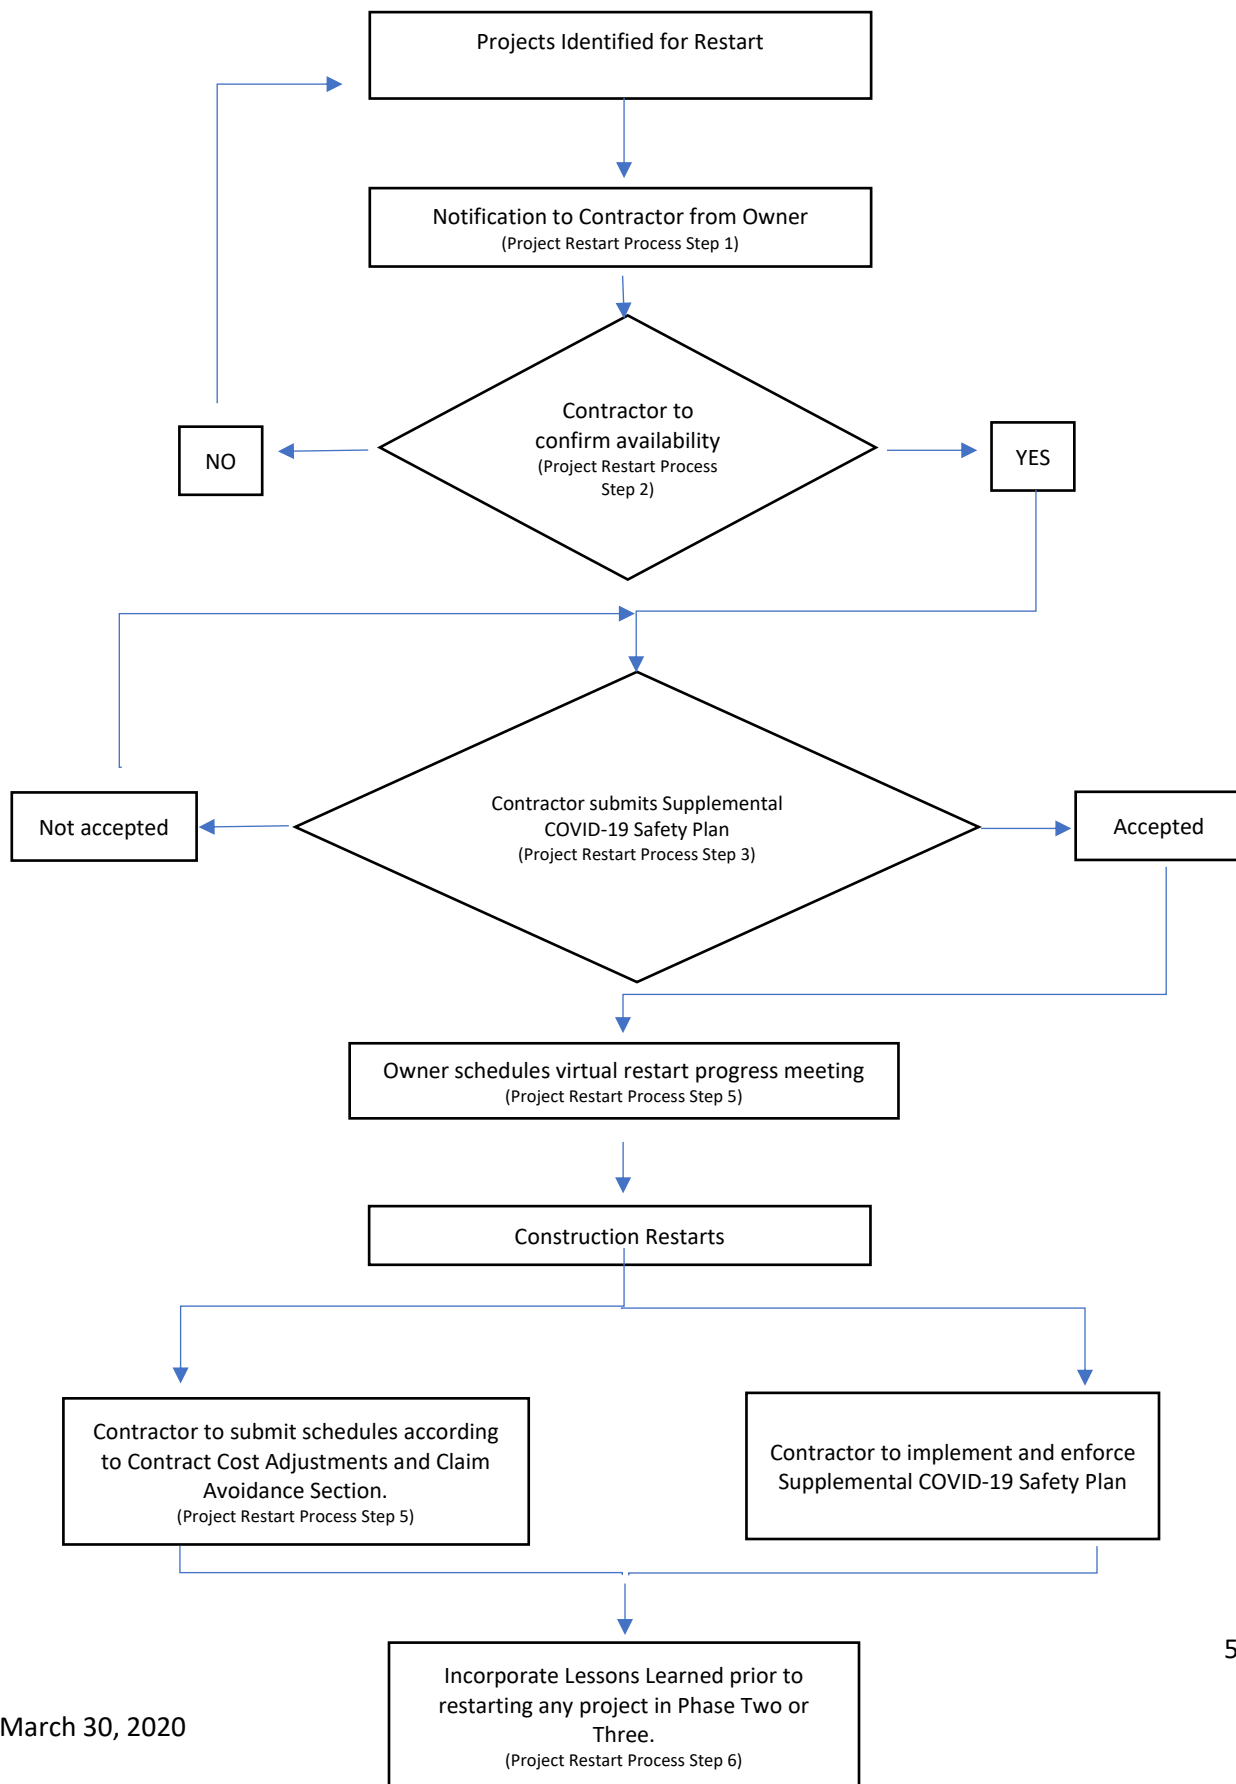 Projects Identified for Restart
Notification to Contractor from Owner
(Project Restart Process Step 1)
Contractor to
confirm availability
(Project Restart Process
Step 2)
NO
YES
Contractor submits Supplemental
COVID-19 Safety Plan
(Project Restart Process Step 3)
Not accepted
Accepted
Owner schedules virtual restart progress meeting
(Project Restart Process Step 5)
Construction Restarts
Contractor to submit schedules according
to Contract Cost Adjustments and Claim
Avoidance Section.
(Project Restart Process Step 5)
Contractor to implement and enforce
Supplemental COVID-19 Safety Plan
Incorporate Lessons Learned prior to
restarting any project in Phase Two or
Three.
(Project Restart Process Step 6)
5
March 30, 2020